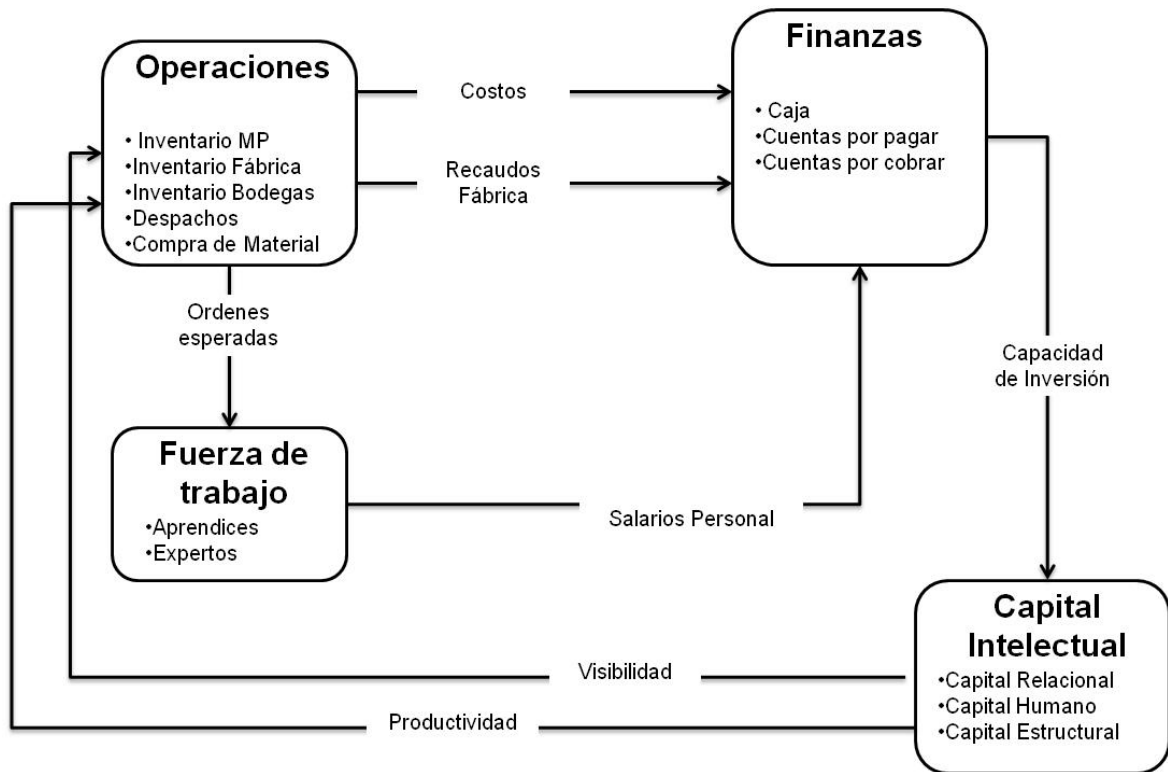 Operaciones
• Inventario MP
•Inventario Fábrica
•Inventario Bodegas
•Despachos
•Compra de Material
Costos
Recaudos
Fábrica
Finanzas
• Caja
•Cuentas por pagar
•Cuentas por cobrar
Ordenes
esperadas
Capacidad
de Inversión
Fuerza de
trabajo
•Aprendices
•Expertos
Salarios Personal
Capital
Intelectual
•Capital Relacional
•Capital Humano
•Capital Estructural
Visibilidad
Productividad